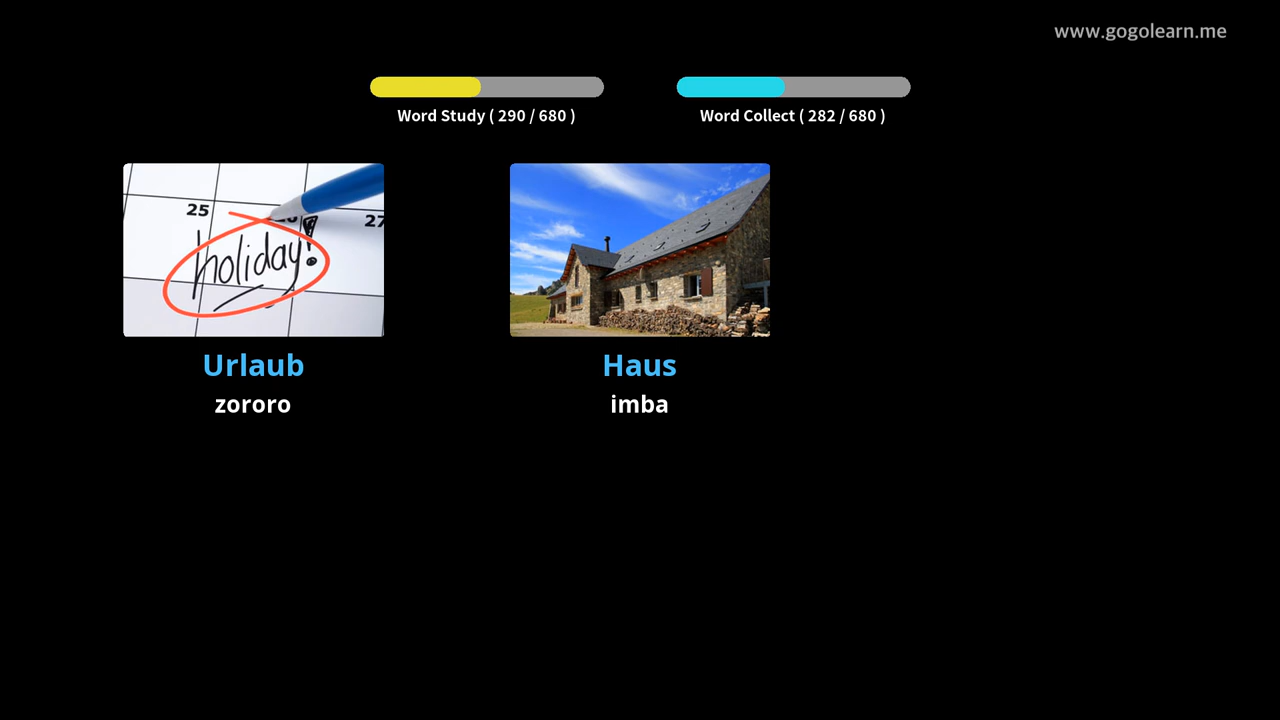 www.gogolearn.me
Word Study ( 290 / 680 )
Word Collect ( 282 / 680 )
25
27
holiday!
Urlaub
Haus
zororo
imba